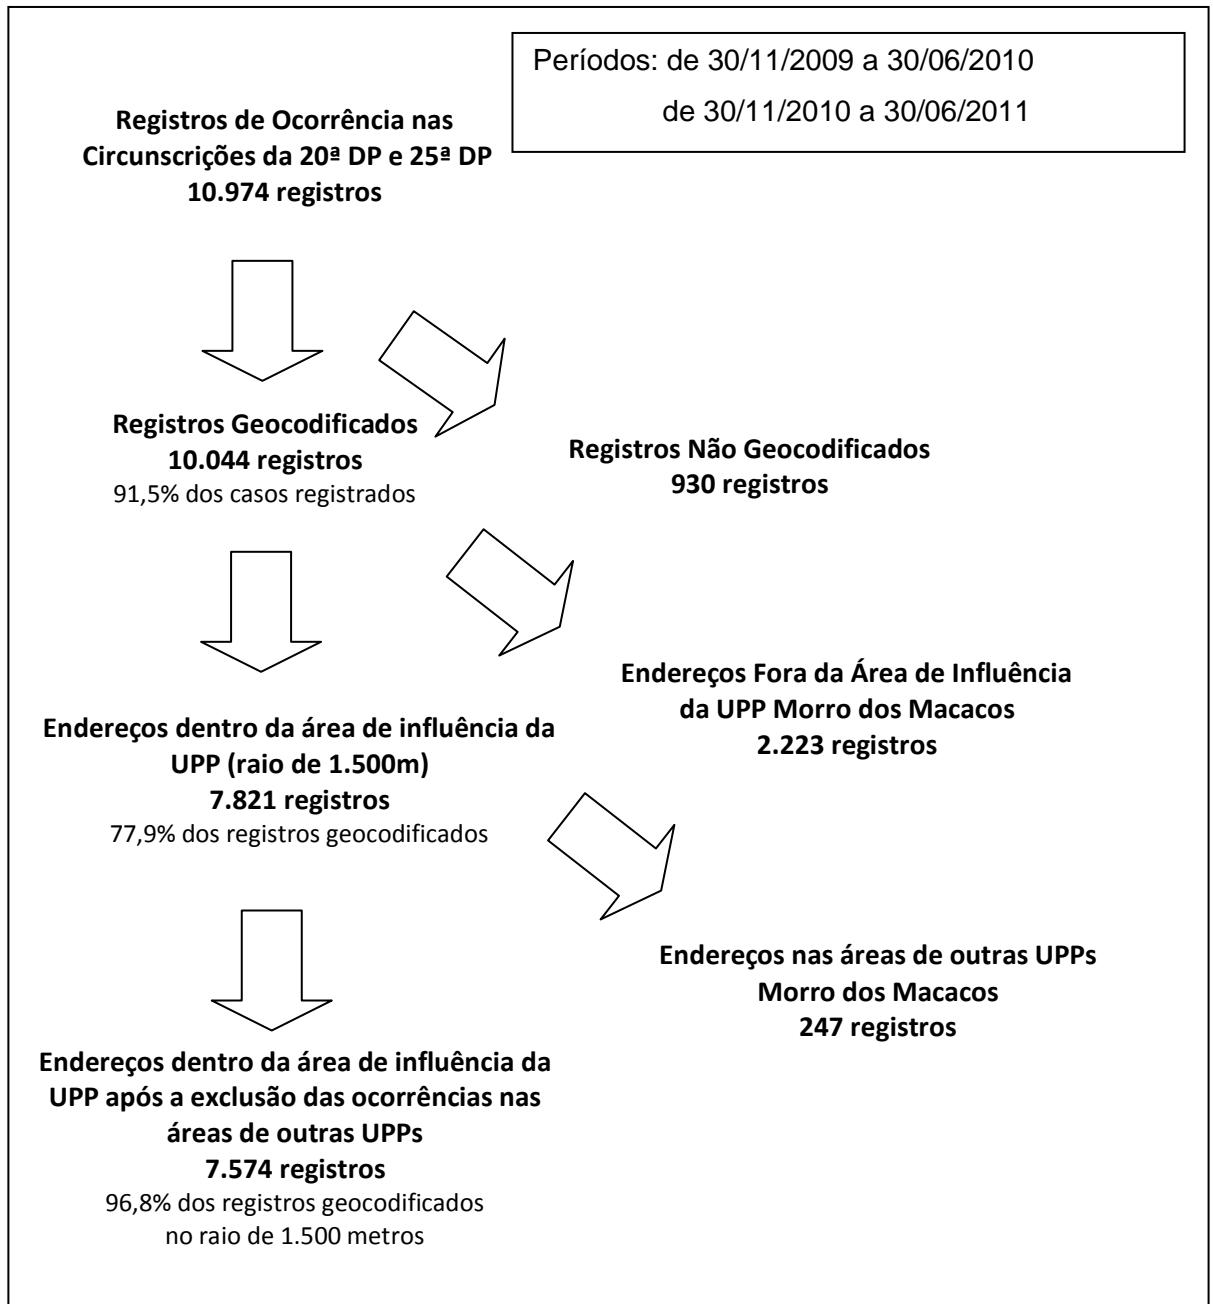 Períodos: de 30/11/2009 a 30/06/2010
de 30/11/2010 a 30/06/2011
Registros de Ocorrência nas
Circunscrições da 20ª DP e 25ª DP
10.974 registros
Registros Geocodificados
10.044 registros
91,5% dos casos registrados
Registros Não Geocodificados
930 registros
Endereços Fora da Área de Influência
da UPP Morro dos Macacos
2.223 registros
Endereços dentro da área de influência da
UPP (raio de 1.500m)
7.821 registros
77,9% dos registros geocodificados
Endereços nas áreas de outras UPPs
Morro dos Macacos
247 registros
Endereços dentro da área de influência da
UPP após a exclusão das ocorrências nas
áreas de outras UPPs
7.574 registros
96,8% dos registros geocodificados
no raio de 1.500 metros